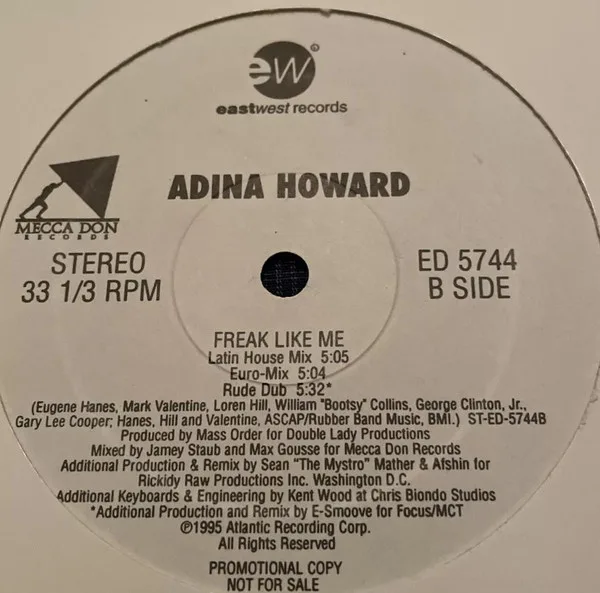 ew
eastwest records
ADINA HOWARD
MECCA DON
RECORDS
STEREO
33 1/3 RPM
ED 5744
B SIDE
FREAK LIKE ME
Latin House Mix 5:05
Euro-Mix 5:04
Rude Dub 5:32*
(Eugene Hanes, Mark Valentine, Loren Hill, William "Bootsy" Collins, George Clinton, Jr.,
Gary Lee Cooper; Hanes, Hill and Valentine, ASCAP/Rubber Band Music, BMI.) ST-ED-5744B
Produced by Mass Order for Double Lady Productions
Mixed by Jamey Staub and Max Gousse for Mecca Don Records
Additional Production & Remix by Sean "The Mystro" Mather & Afshin for
Rickidy Raw Productions Inc. Washington D.C.
Additional Keyboards & Engineering by Kent Wood at Chris Biondo Studios
*Additional Production and Remix by E-Smoove for Focus/MCT
℗1995 Atlantic Recording Corp.
All Rights Reserved
PROMOTIONAL COPY
NOT FOR SALE